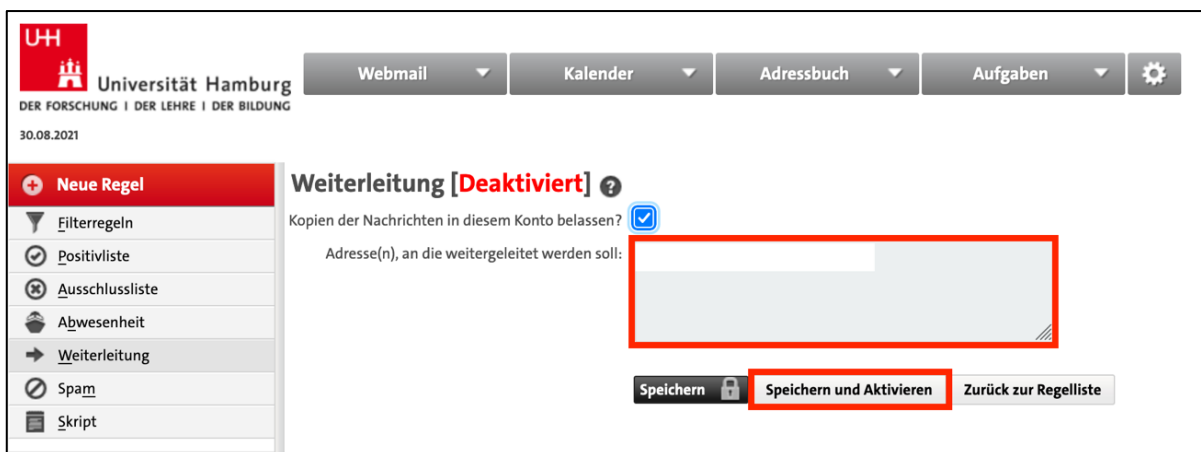 UHH
Universität Hamburg
DER FORSCHUNG | DER LEHRE | DER BILDUNG
Webmail
Kalender
Adressbuch
Aufgaben
30.08.2021
Neue Regel
Filterregeln
Positivliste
Ausschlussliste
Abwesenheit
Weiterleitung
Spam
Skript
Weiterleitung [Deaktiviert] ?
Kopien der Nachrichten in diesem Konto belassen?
Adresse(n), an die weitergeleitet werden soll:
Speichern
Speichern und Aktivieren
Zurück zur Regelliste